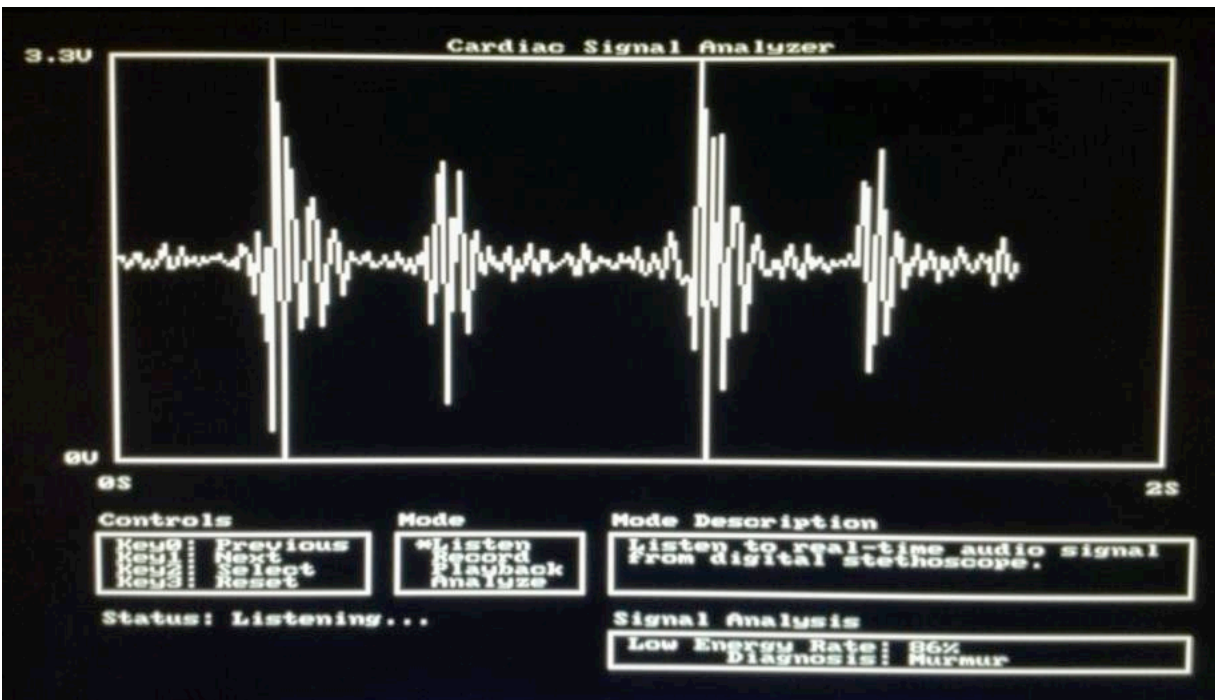 Cardiac Signal Analyzer
3.3V
0V
0S
2S
Controls
Key0: Previous
Key1: Next
Key2: Select
Key3: Reset
Mode
*Listen
Record
Playback
Analyze
Mode Description
Listen to real-time audio signal
from digital stethoscope.
Status: Listening...
Signal Analysis
Low Energy Rate: 86%
Diagnosis: Murmur